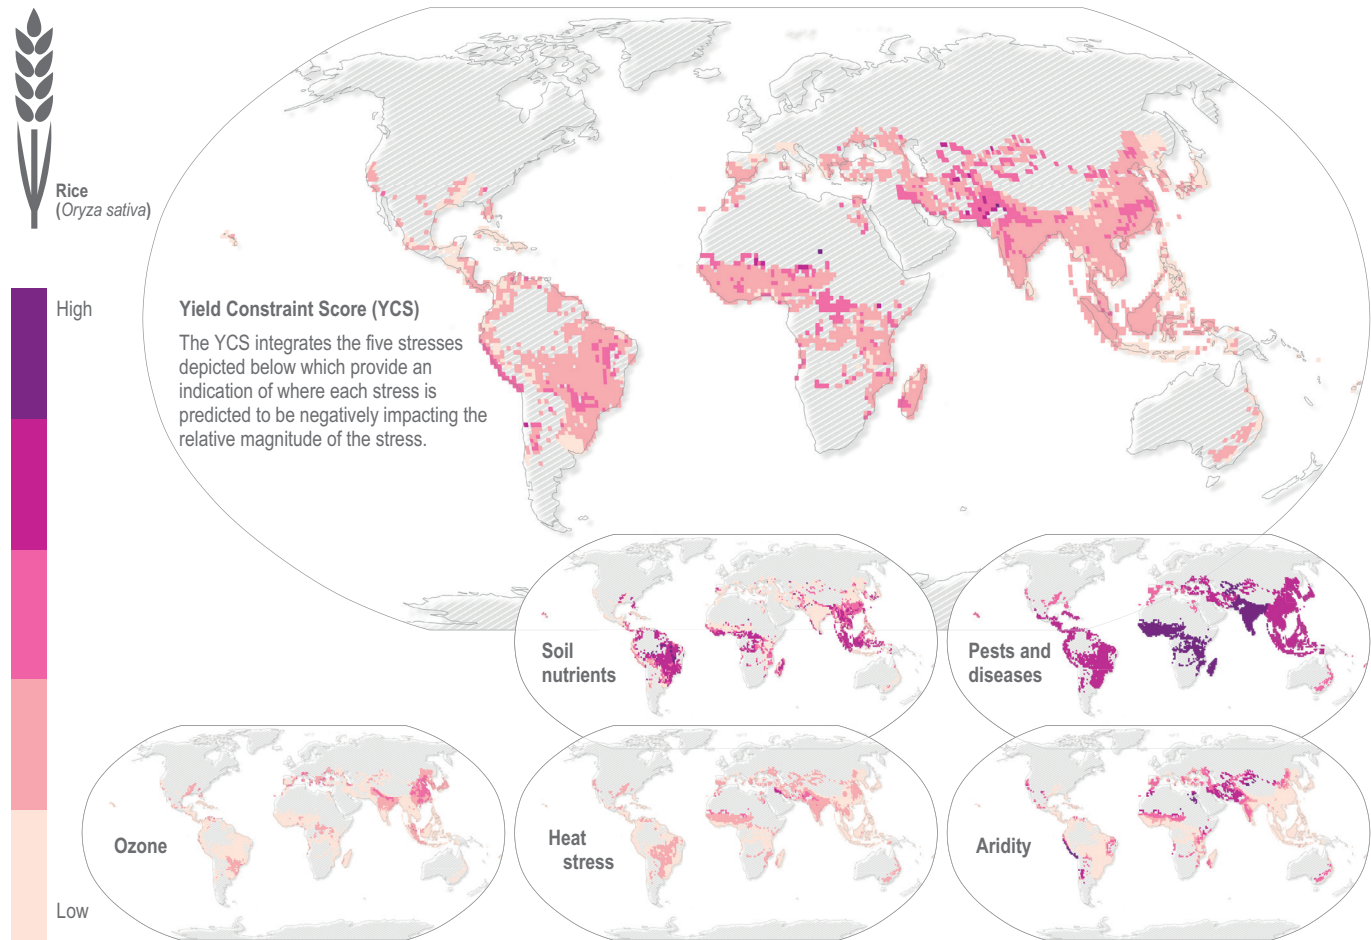 Rice
(Oryza sativa)
High
Low
Yield Constraint Score (YCS)
The YCS integrates the five stresses
depicted below which provide an
indication of where each stress is
predicted to be negatively impacting the
relative magnitude of the stress.
Soil
nutrients
Pests and
diseases
Ozone
Heat
stress
Aridity